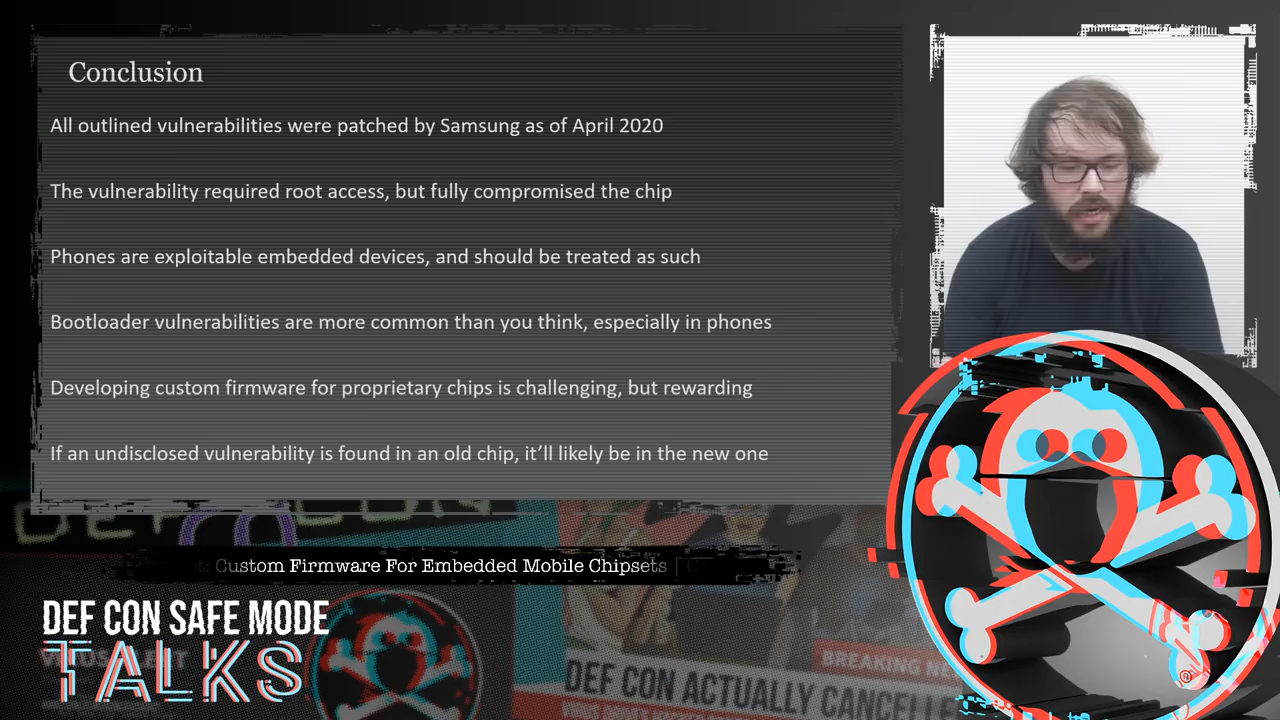 Conclusion
All outlined vulnerabilities were patched by Samsung as of April 2020
The vulnerability required root access, but fully compromised the chip
Phones are exploitable embedded devices, and should be treated as such
Bootloader vulnerabilities are more common than you think, especially in phones
Developing custom firmware for proprietary chips is challenging, but rewarding
If an undisclosed vulnerability is found in an old chip, it'll likely be in the new one
DEF CON
Custom Firmware For Embedded Mobile Chipsets |
DEF CON SAFE MODE
TALKS
BREAKING
DEF CON ACTUALLY
®